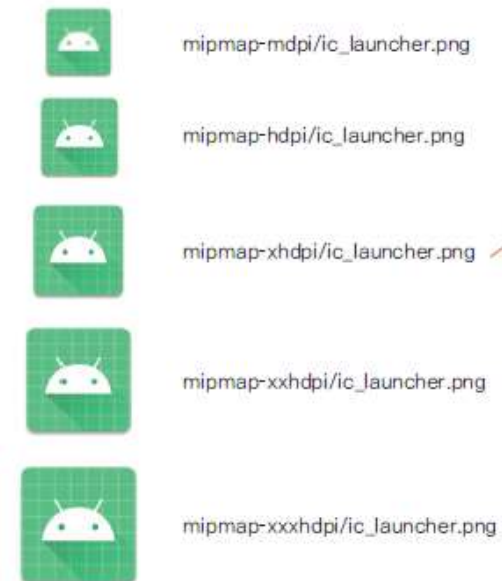 mipmap-mdpi/ic_launcher.png
mipmap-hdpi/ic_launcher.png
mipmap-xhdpi/ic_launcher.png
mipmap-xxhdpi/ic_launcher.png
mipmap-xxxhdpi/ic_launcher.png